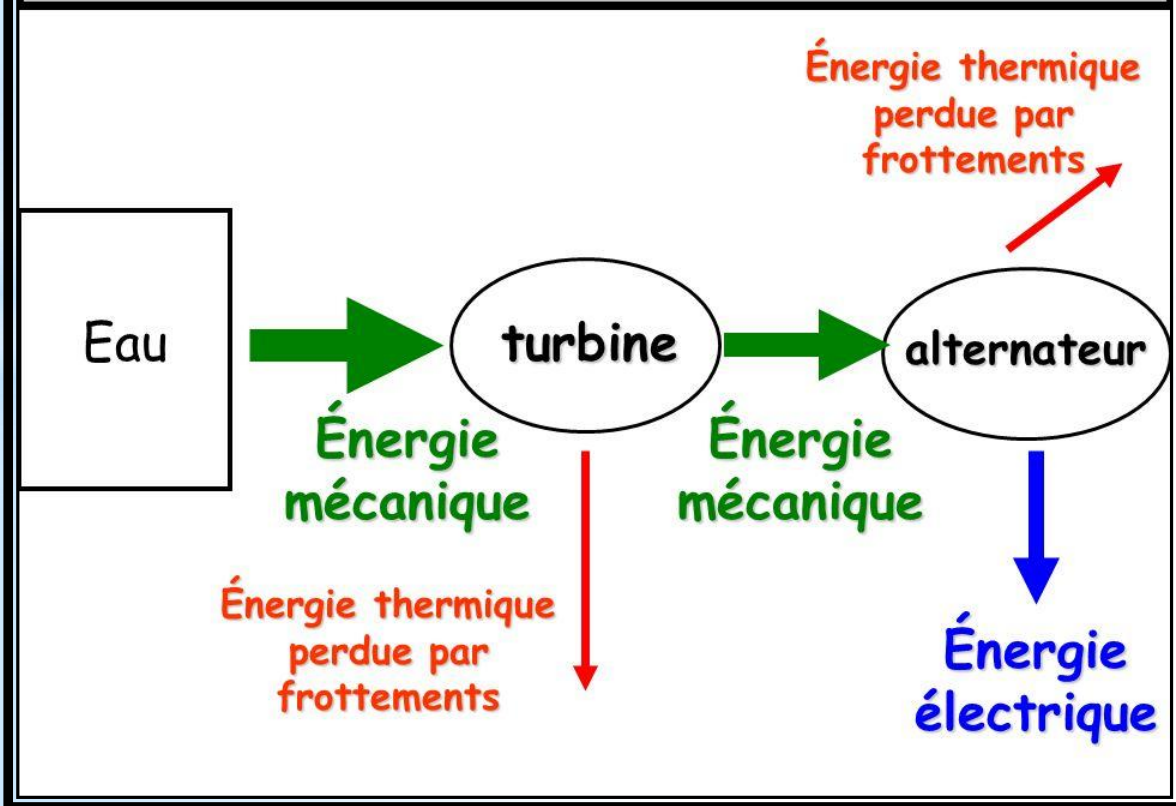 Énergie thermique
perdue par
frottements
Eau
turbine
alternateur
Énergie
mécanique
Énergie
mécanique
Énergie thermique
perdue par
frottements
Énergie
électrique